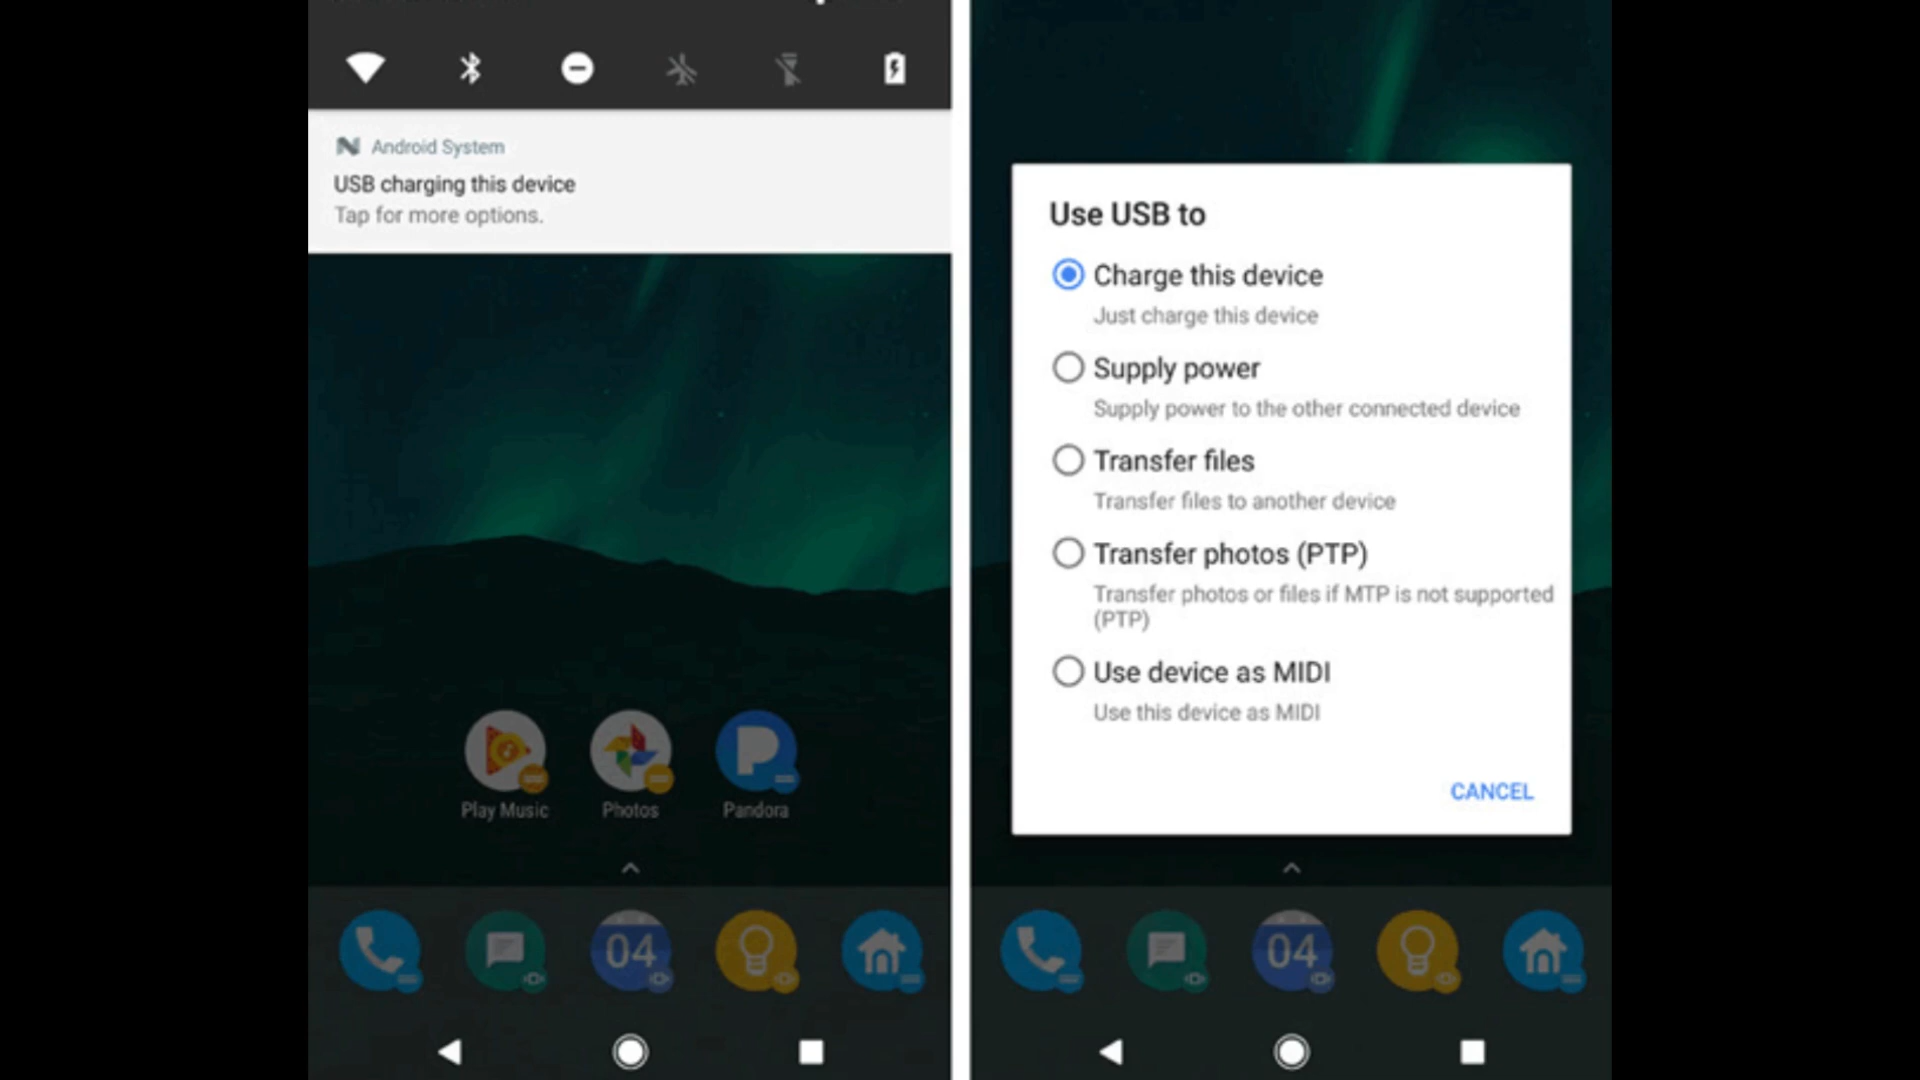 Android System
USB charging this device
Tap for more options.
Play Music
Photos
Pandora
04
Use USB to
Charge this device
Just charge this device
Supply power
Supply power to the other connected device
Transfer files
Transfer files to another device
Transfer photos (PTP)
Transfer photos or files if MTP is not supported
(PTP)
Use device as MIDI
Use this device as MIDI
CANCEL
04